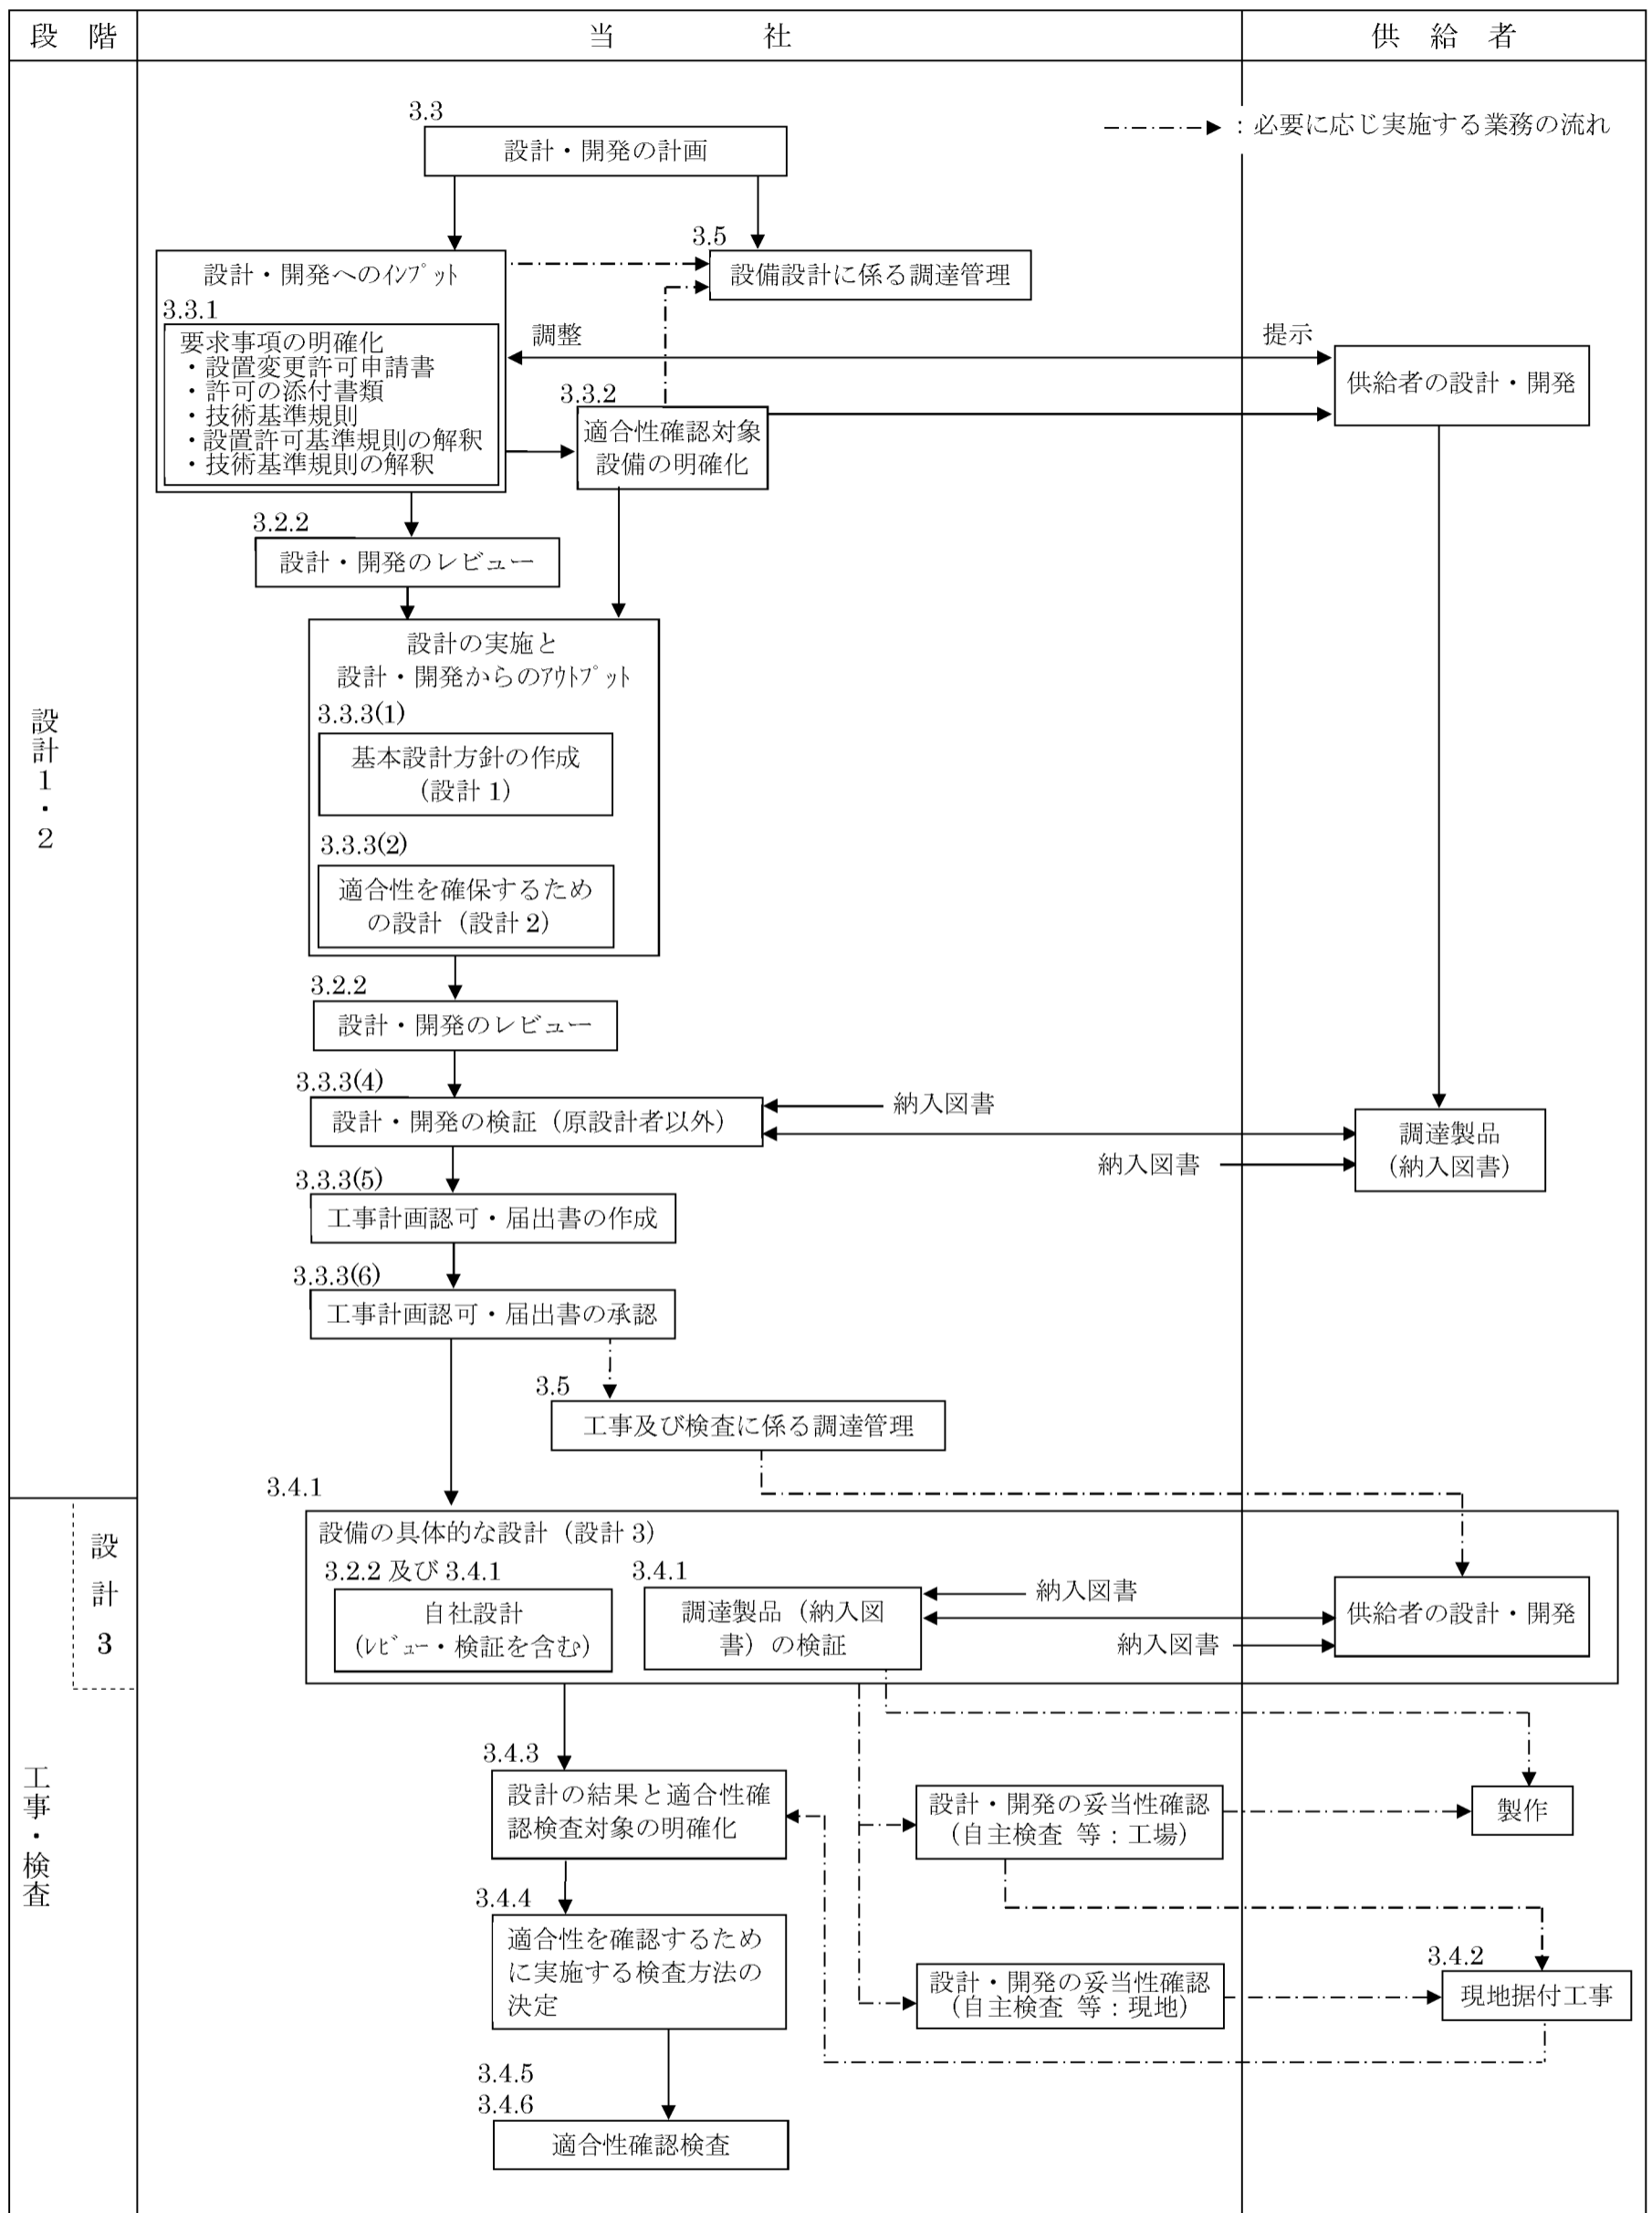 段 階
当 社
供 給 者
3.3
設計・開発の計画
：必要に応じ実施する業務の流れ
3.5
設備設計に係る調達管理
設計・開発へのｲﾝﾌﾟｯﾄ
3.3.1
要求事項の明確化
・設置変更許可申請書
・許可の添付書類
・技術基準規則
・設置許可基準規則の解釈
・技術基準規則の解釈
調整
提示
供給者の設計・開発
3.3.2
適合性確認対象
設備の明確化
3.2.2
設計・開発のレビュー
設計の実施と
設計・開発からのｱｳﾄﾌﾟｯﾄ
3.3.3(1)
基本設計方針の作成
（設計 1）
3.3.3(2)
適合性を確保するため
の設計（設計 2）
設計１・２
3.2.2
設計・開発のレビュー
3.3.3(4)
設計・開発の検証（原設計者以外）
納入図書
納入図書
調達製品
（納入図書）
3.3.3(5)
工事計画認可・届出書の作成
3.3.3(6)
工事計画認可・届出書の承認
3.5
工事及び検査に係る調達管理
3.4.1
設計 3
設備の具体的な設計（設計 3）
3.2.2 及び 3.4.1
自社設計
（ﾚﾋﾞｭｰ・検証を含む）
3.4.1
調達製品（納入図
書）の検証
納入図書
納入図書
供給者の設計・開発
工事・検査
3.4.3
設計の結果と適合性確
認検査対象の明確化
設計・開発の妥当性確認
（自主検査 等：工場）
製作
3.4.4
適合性を確認するため
に実施する検査方法の
決定
設計・開発の妥当性確認
（自主検査 等：現地）
3.4.2
現地据付工事
3.4.5
3.4.6
適合性確認検査